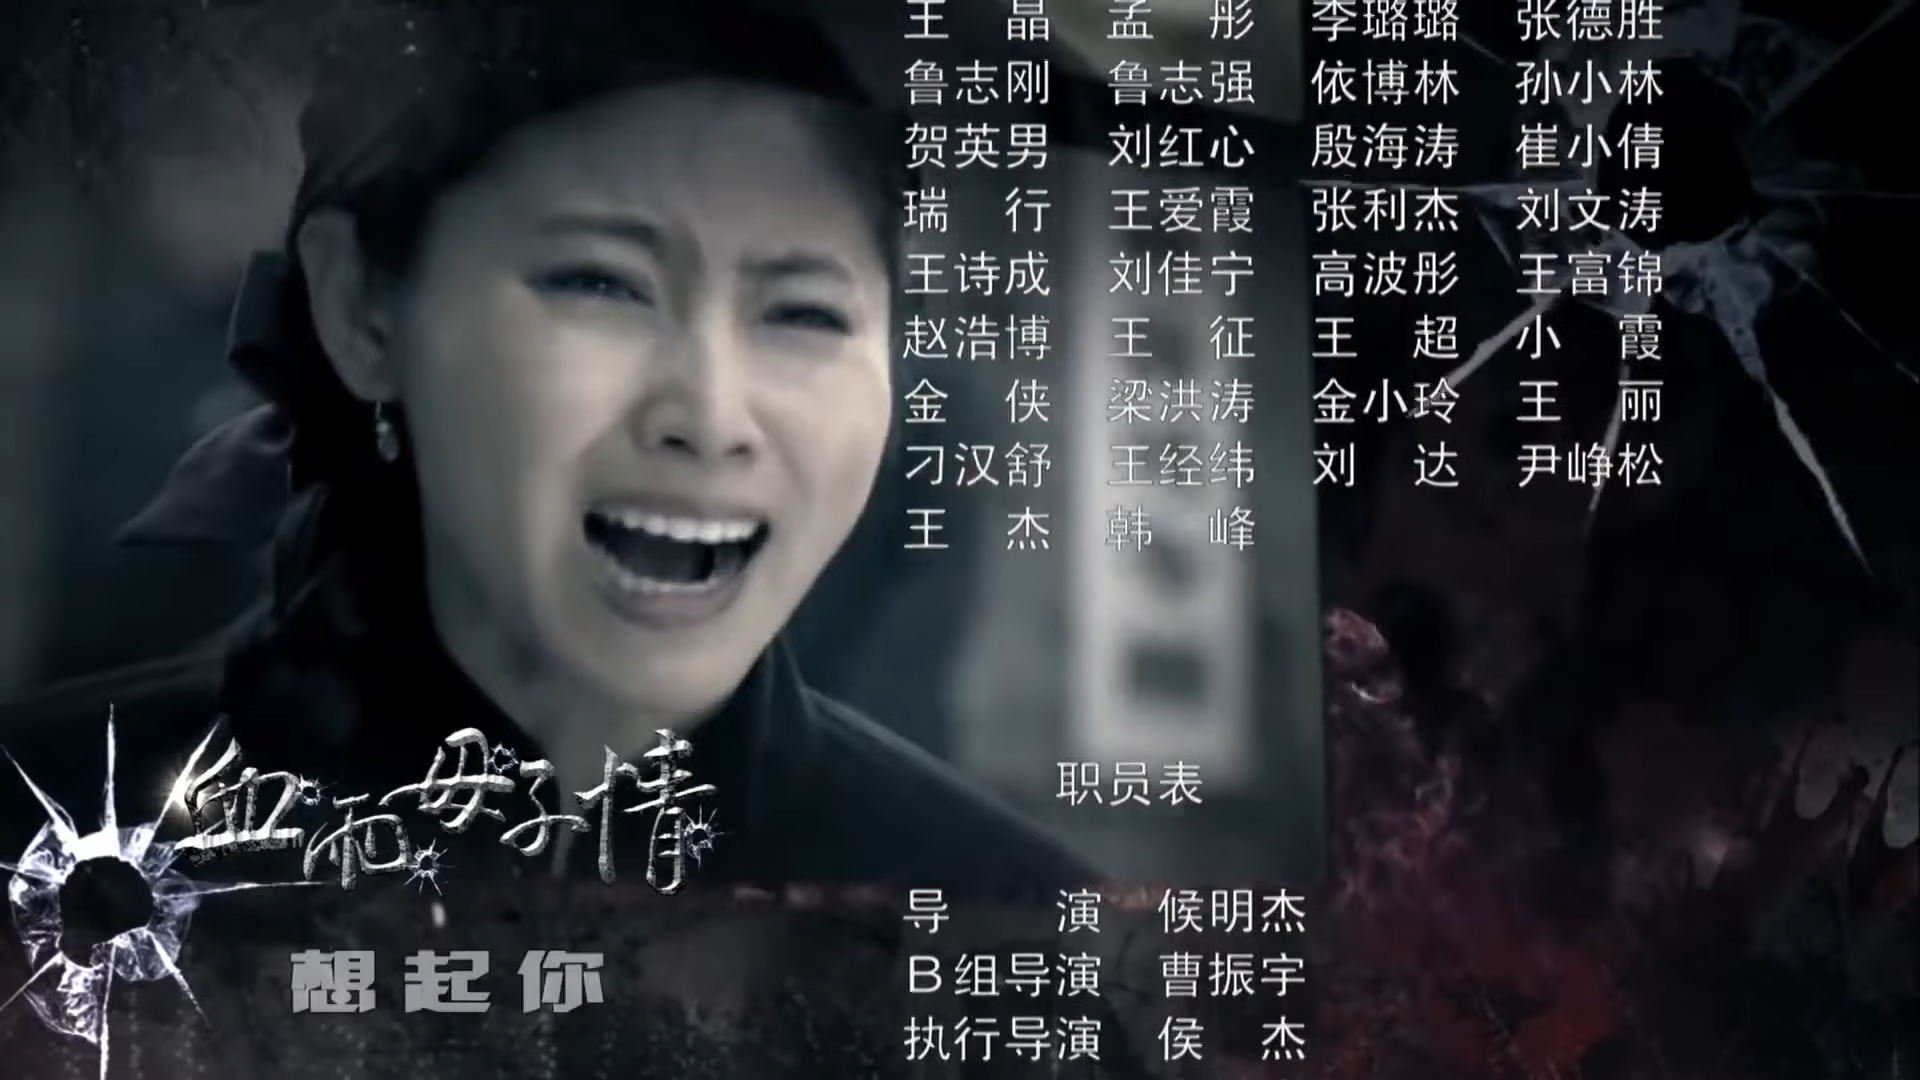 王 晶 孟 彤 李璐璐 张德胜
鲁志刚 鲁志强 依博林 孙小林
贺英男 刘红心 殷海涛 崔小倩
瑞 行 王爱霞 张利杰 刘文涛
王诗成 刘佳宁 高波彤 王富锦
赵浩博 王 征 王 超 小 霞
金 侠 梁洪涛 金小玲 王 丽
刁汉舒 王经纬 刘 达 尹峥松
王 杰 韩 峰
职员表
导 演 候明杰
B组导演 曹振宇
执行导演 侯 杰
血雨母子情
想起你